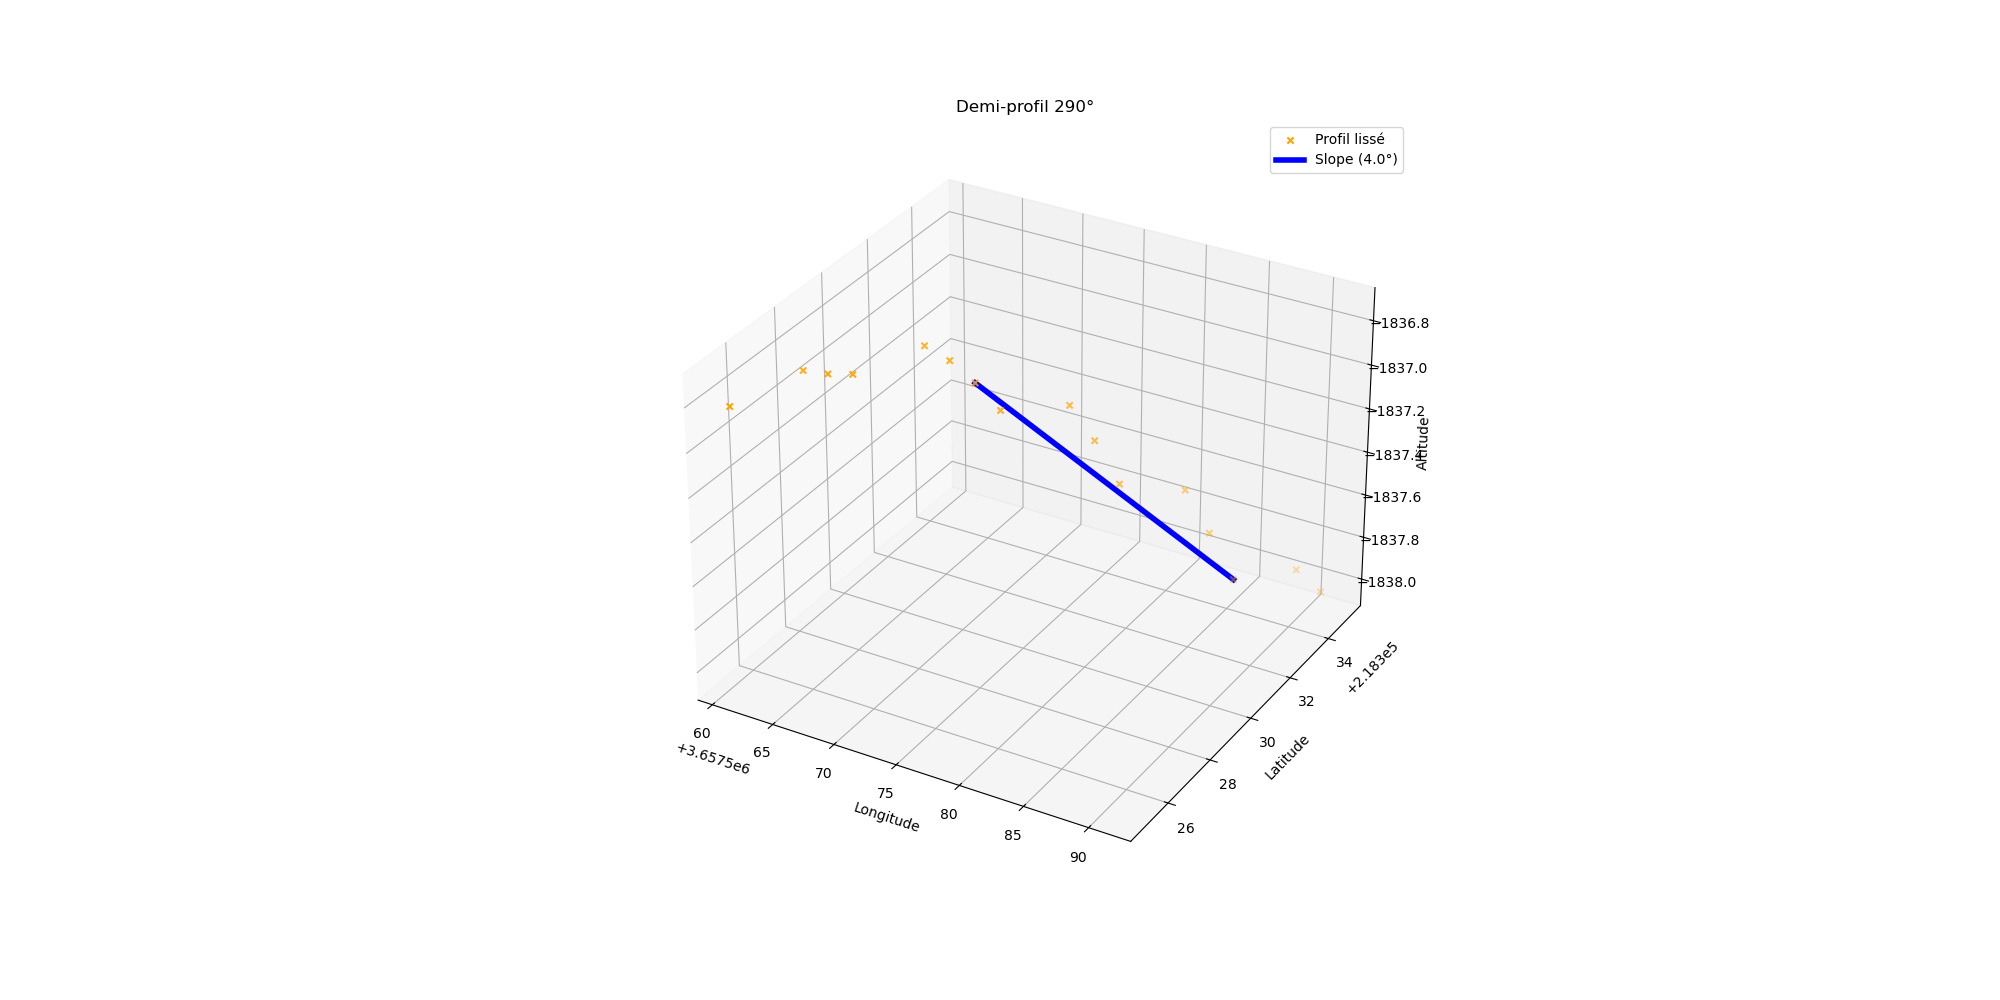 Demi-profil 290°
Profil lissé
Slope (4.0°)
−1836.8
−1837.0
−1837.2
−1837.4
−1837.6
−1837.8
−1838.0
Altitude
34
32
30
28
26
+2.183e5
Latitude
60
65
70
75
80
85
90
+3.6575e6
Longitude